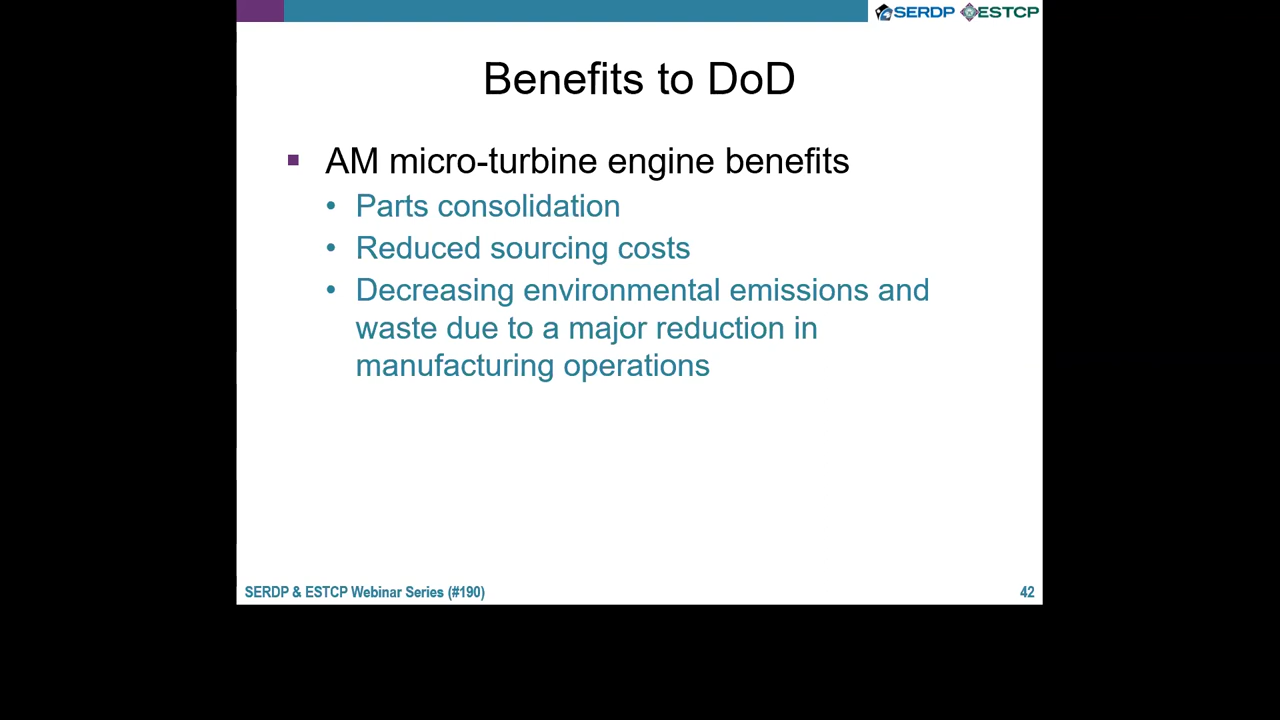 SERDP ESTCP
Benefits to DoD
▪ AM micro-turbine engine benefits
• Parts consolidation
• Reduced sourcing costs
• Decreasing environmental emissions and
waste due to a major reduction in
manufacturing operations
SERDP & ESTCP Webinar Series (#190)
42